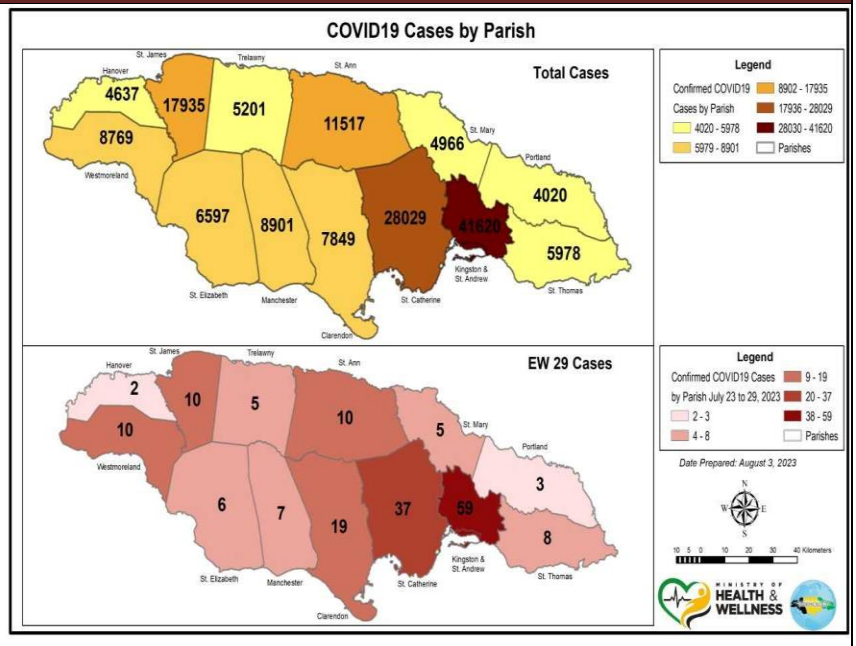 COVID19 Cases by Parish
Total Cases
St. James
Trelawny
St. Ann
Hanover
4637
17935
5201
11517
8769
4966
St. Mary
Portland
Westmoreland
4020
6597
8901
7849
28029
41620
5978
Kingston &
St. Andrew
St. Thomas
St. Elizabeth
Manchester
St. Catherine
Clarendon
Legend
Confirmed COVID19
Cases by Parish
4020 - 5978
5979 - 8901
8902 - 17935
17936 - 28029
28030 - 41620
Parishes
EW 29 Cases
St. James
Trelawny
St. Ann
Hanover
2
10
5
10
10
5
St. Mary
Portland
Westmoreland
3
6
7
19
37
59
8
Kingston &
St. Andrew
St. Thomas
St. Elizabeth
Manchester
St. Catherine
Clarendon
Legend
Confirmed COVID19 Cases
by Parish July 23 to 29, 2023
2 - 3
4 - 8
9 - 19
20 - 37
38 - 59
Parishes
Date Prepared: August 3, 2023
N
W E
S
10 5 0 10 20 30 40 Kilometers
MINISTRY OF
HEALTH &
WELLNESS